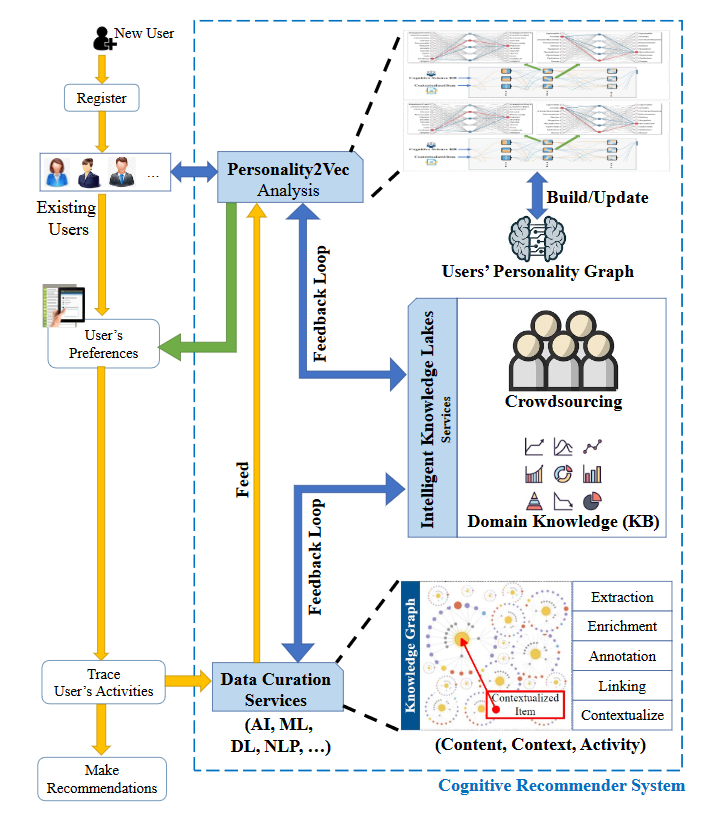 New User
Register
...
Existing
Users
Personality2Vec
Analysis
Build/Update
Users' Personality Graph
User's
Preferences
Feedback Loop
Intelligent Knowledge Lakes
Services
Crowdsourcing
Domain Knowledge (KB)
Feed
Feedback Loop
Trace
User's Activities
Data Curation
Services
(AI, ML,
DL, NLP, ...)
Knowledge Graph
Contextualized
Item
Extraction
Enrichment
Annotation
Linking
Contextualize
(Content, Context, Activity)
Make
Recommendations
Cognitive Recommender System